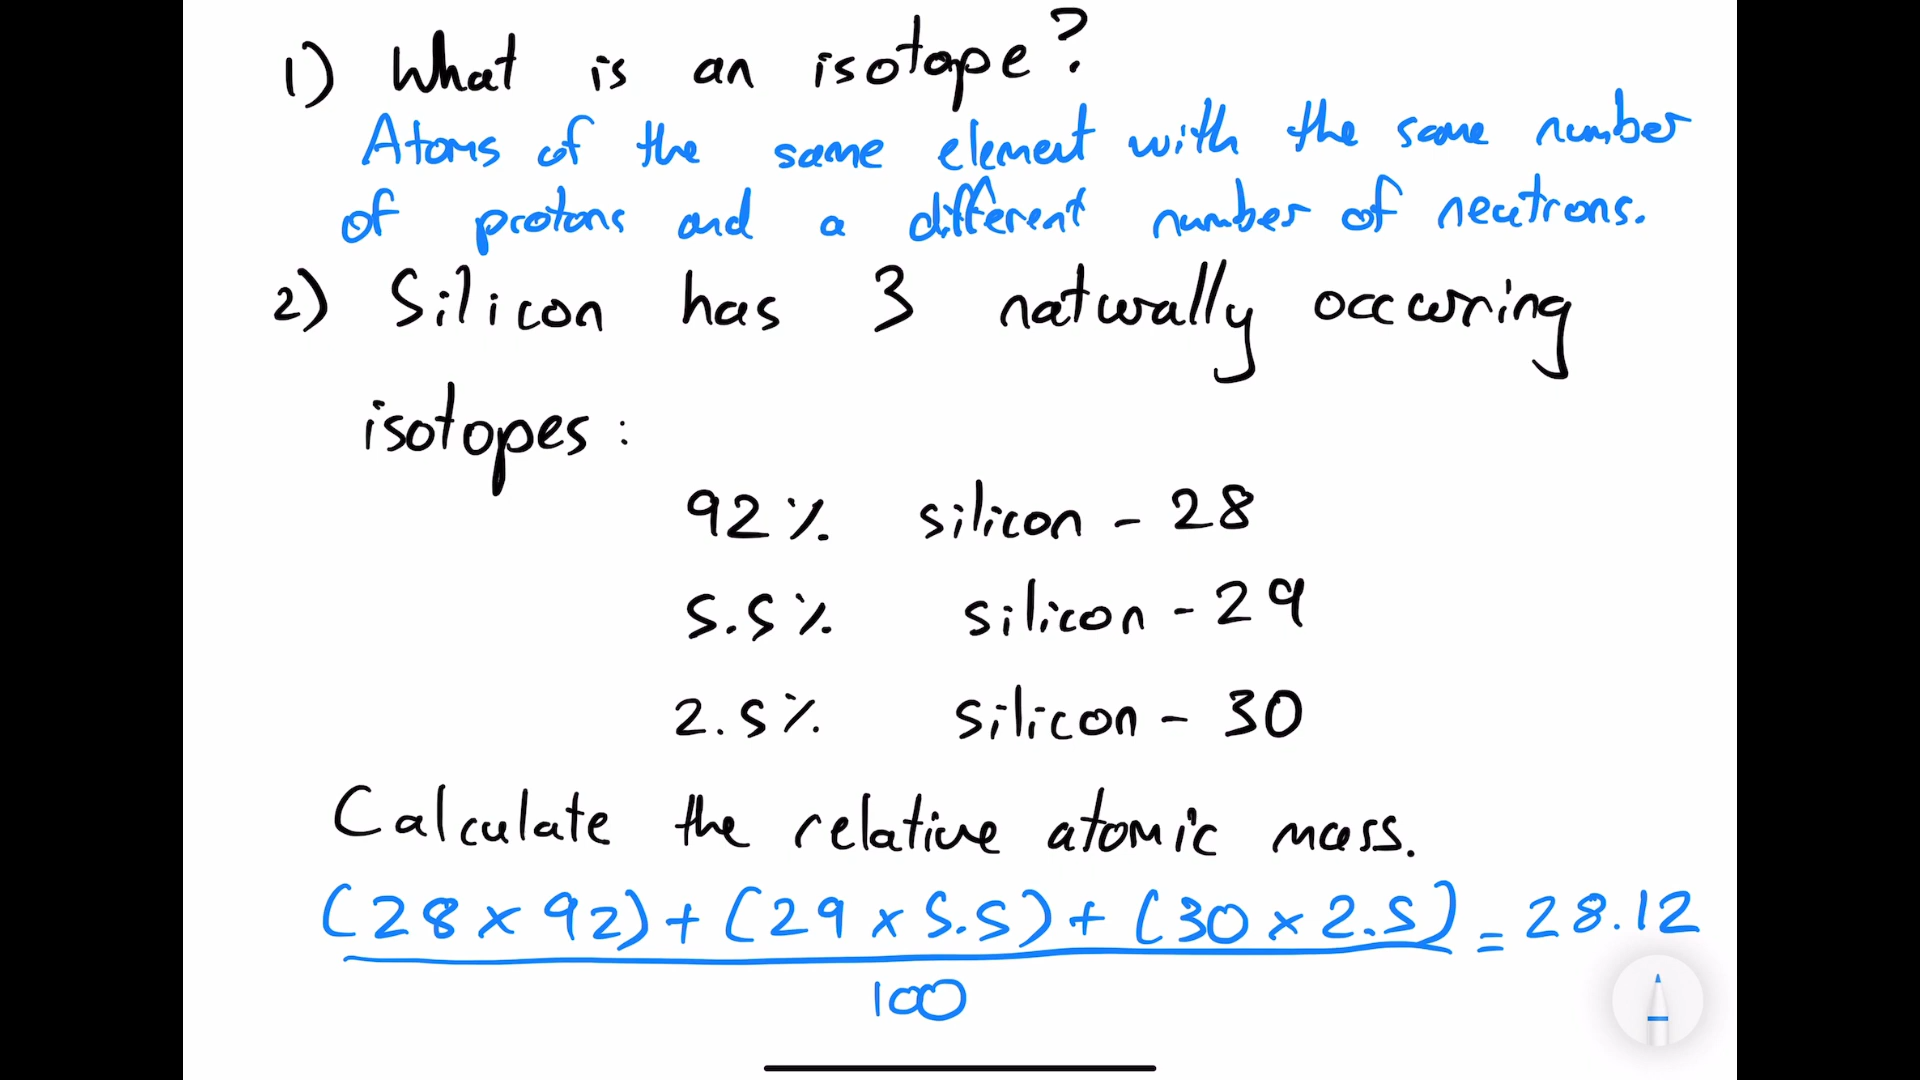 1) What is an isotope?
Atoms of the same element with the same number
of protons and a different number of neutrons.
2) Silicon has 3 naturally occurring
isotopes :
92% silicon - 28
5.5% silicon - 29
2.5% silicon - 30
Calculate the relative atomic mass.
(28 × 92) + (29 × 5.5) + (30 × 2.5) = 28.12
100